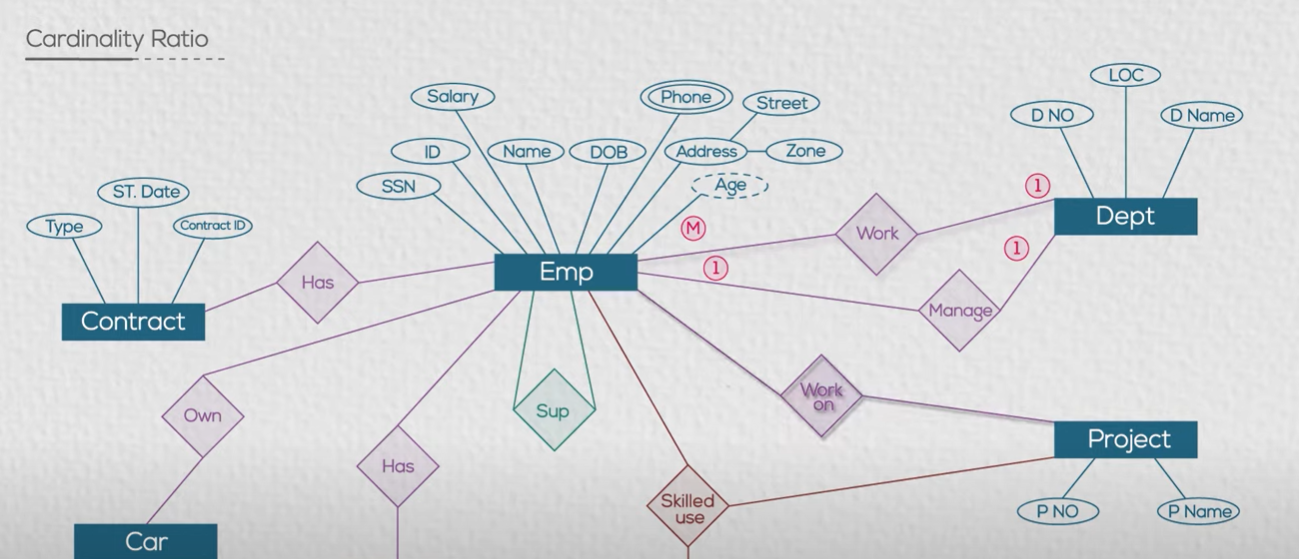 Cardinality Ratio
LOC
Salary
Phone
Street
D NO
D Name
ID
Name
DOB
Address
Zone
SSN
Age
1
ST. Date
Type
Contract ID
M
Work
Dept
1
1
Emp
Has
Manage
Contract
Work
on
Own
Sup
Project
Has
Skilled
use
P NO
P Name
Car